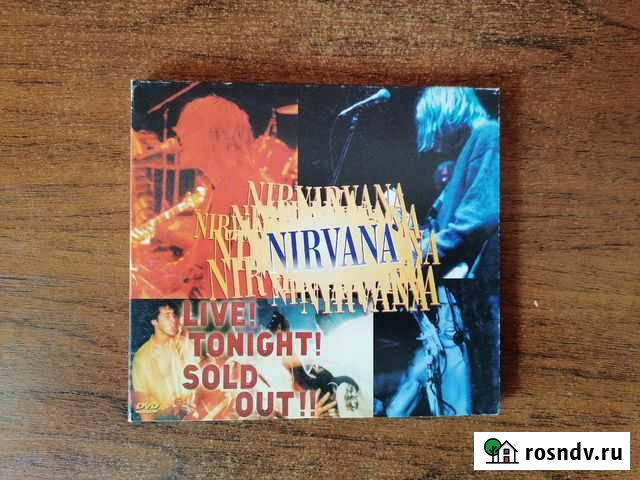 NIRVANA
LIVE!
TONIGHT!
SOLD
OUT!!
DVD
rosndv.ru